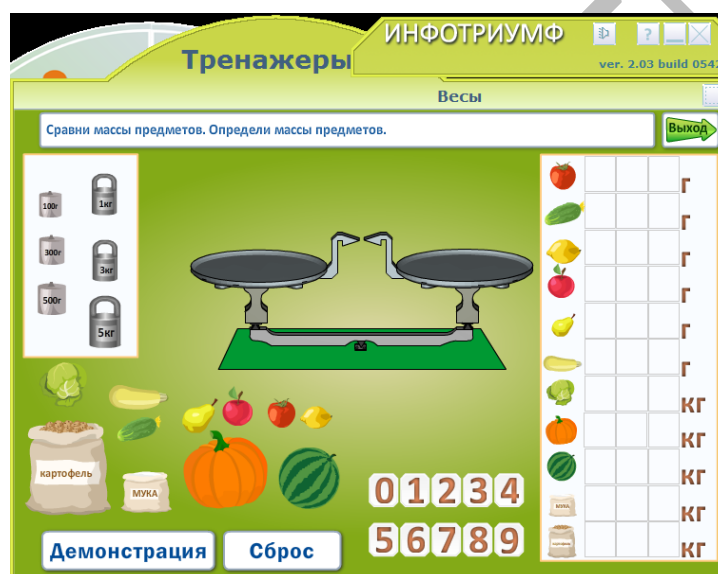 ИНФОТРИУМФ
?
Тренажеры
ver. 2.03 build 0542
Весы
Сравни массы предметов. Определи массы предметов.
Выход
100г
1кг
300г
3кг
500г
5кг
г
г
г
г
г
г
кг
кг
кг
кг
кг
картофель
МУКА
МУКА
0 1 2 3 4
5 6 7 8 9
Демонстрация
Сброс